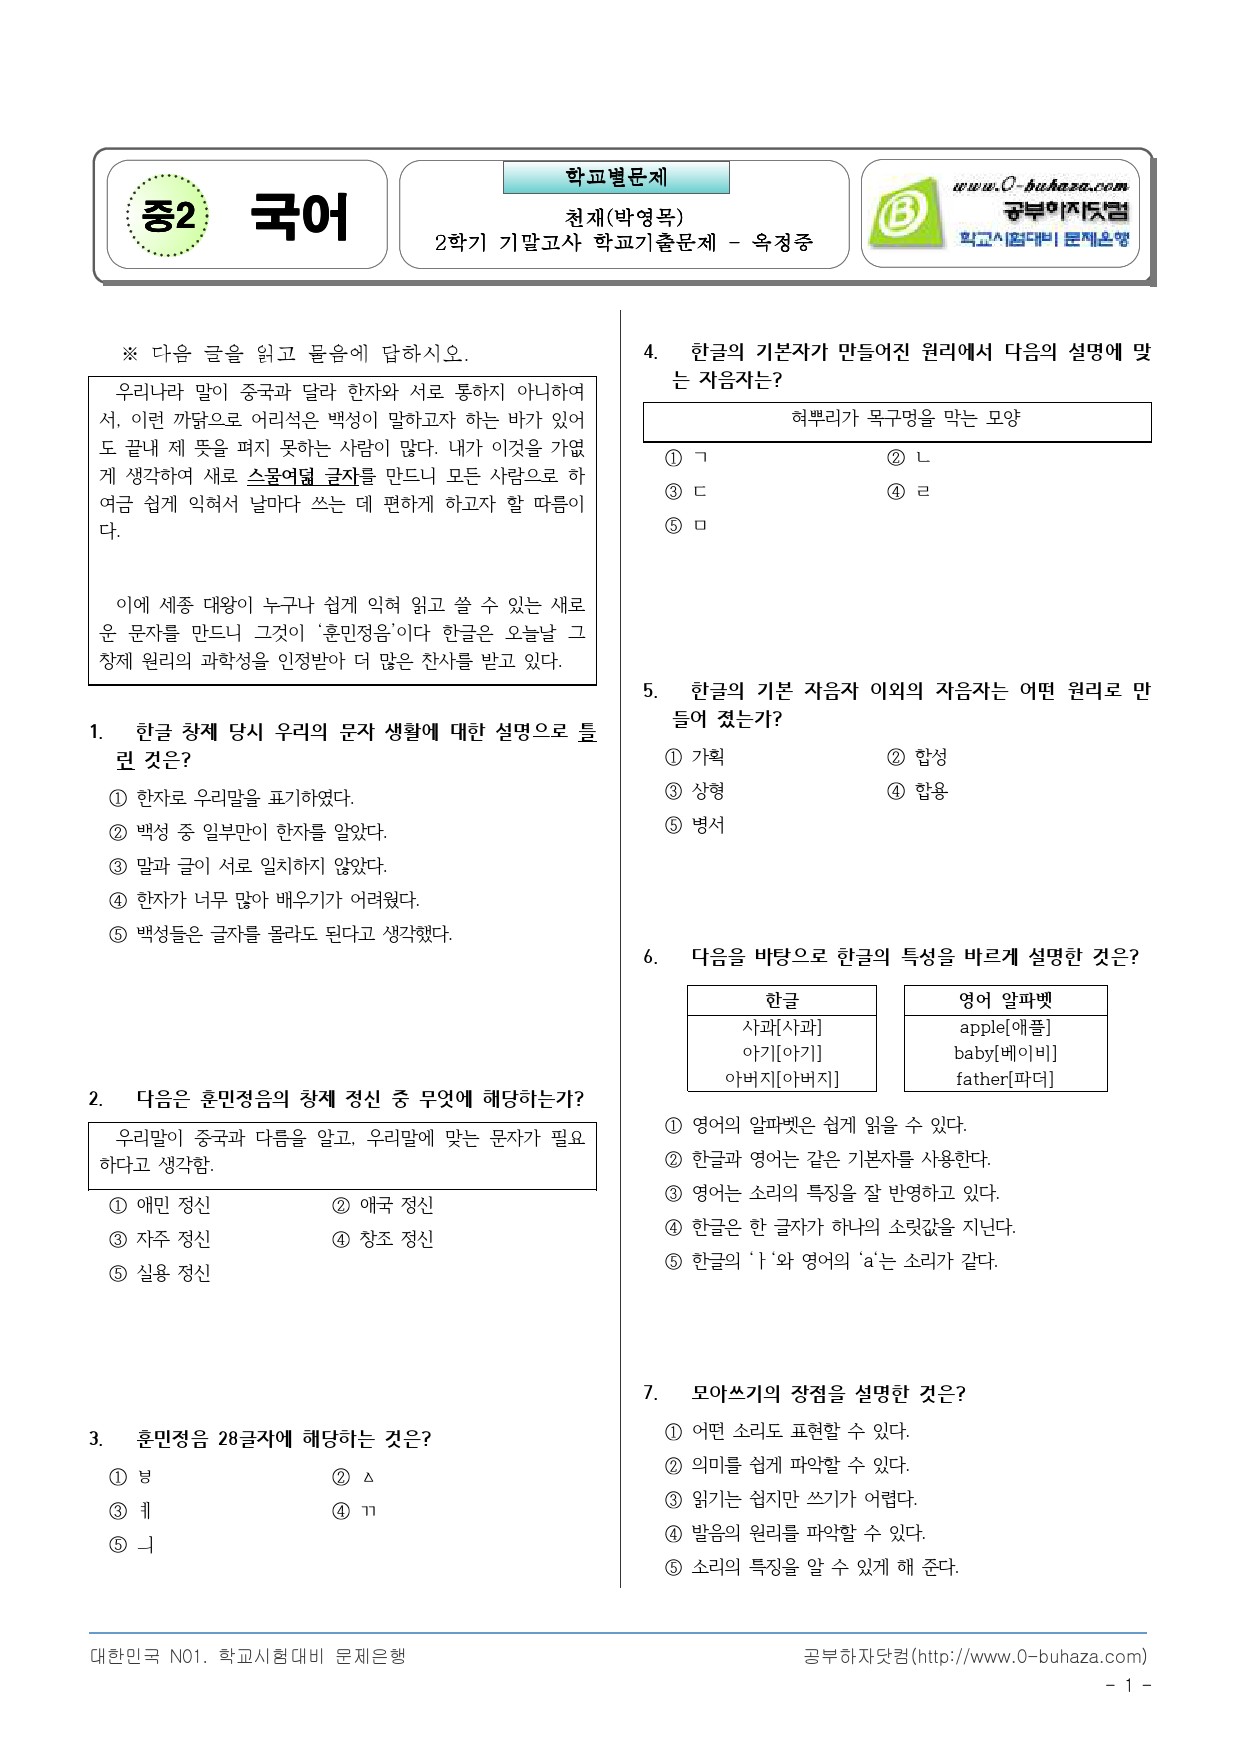 중2 국어
학교별문제
천재(박영목)
2학기 기말고사 학교기출문제 - 옥정중
www.0-buhaza.com
공부하자닷컴
학교시험대비 문제은행
※ 다음 글을 읽고 물음에 답하시오.
우리나라 말이 중국과 달라 한자와 서로 통하지 아니하여
서, 이런 까닭으로 어리석은 백성이 말하고자 하는 바가 있어
도 끝내 제 뜻을 펴지 못하는 사람이 많다. 내가 이것을 가엾
게 생각하여 새로 스물여덟 글자를 만드니 모든 사람으로 하
여금 쉽게 익혀서 날마다 쓰는 데 편하게 하고자 할 따름이
다.
이에 세종 대왕이 누구나 쉽게 익혀 읽고 쓸 수 있는 새로
운 문자를 만드니 그것이 ‘훈민정음’이다 한글은 오늘날 그
창제 원리의 과학성을 인정받아 더 많은 찬사를 받고 있다.
1. 한글 창제 당시 우리의 문자 생활에 대한 설명으로 틀
린 것은?
① 한자로 우리말을 표기하였다.
② 백성 중 일부만이 한자를 알았다.
③ 말과 글이 서로 일치하지 않았다.
④ 한자가 너무 많아 배우기가 어려웠다.
⑤ 백성들은 글자를 몰라도 된다고 생각했다.
2. 다음은 훈민정음의 창제 정신 중 무엇에 해당하는가?
우리말이 중국과 다름을 알고, 우리말에 맞는 문자가 필요
하다고 생각함.
① 애민 정신 ② 애국 정신
③ 자주 정신 ④ 창조 정신
⑤ 실용 정신
3. 훈민정음 28글자에 해당하는 것은?
① ㅸ ② ㅿ
③ ㅖ ④ ㄲ
⑤ ㅢ
4. 한글의 기본자가 만들어진 원리에서 다음의 설명에 맞
는 자음자는?
혀뿌리가 목구멍을 막는 모양
① ㄱ ② ㄴ
③ ㄷ ④ ㄹ
⑤ ㅁ
5. 한글의 기본 자음자 이외의 자음자는 어떤 원리로 만
들어 졌는가?
① 가획 ② 합성
③ 상형 ④ 합용
⑤ 병서
6. 다음을 바탕으로 한글의 특성을 바르게 설명한 것은?
한글 영어 알파벳
사과[사과] apple[애플]
아기[아기] baby[베이비]
아버지[아버지] father[파더]
① 영어의 알파벳은 쉽게 읽을 수 있다.
② 한글과 영어는 같은 기본자를 사용한다.
③ 영어는 소리의 특징을 잘 반영하고 있다.
④ 한글은 한 글자가 하나의 소릿값을 지닌다.
⑤ 한글의 ‘ㅏ‘와 영어의 ‘a‘는 소리가 같다.
7. 모아쓰기의 장점을 설명한 것은?
① 어떤 소리도 표현할 수 있다.
② 의미를 쉽게 파악할 수 있다.
③ 읽기는 쉽지만 쓰기가 어렵다.
④ 발음의 원리를 파악할 수 있다.
⑤ 소리의 특징을 알 수 있게 해 준다.
대한민국 N01. 학교시험대비 문제은행 공부하자닷컴(http://www.0-buhaza.com)
- 1 -